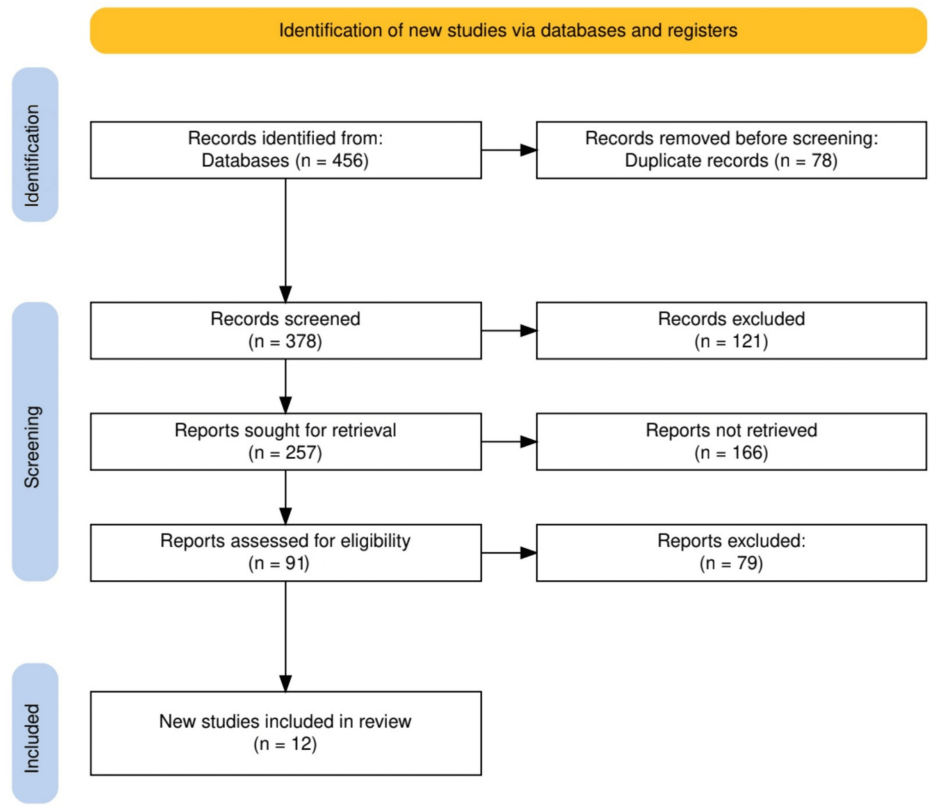 Identification of new studies via databases and registers
Identification
Records identified from:
Databases (n = 456)
Records removed before screening:
Duplicate records (n = 78)
Screening
Records screened
(n = 378)
Records excluded
(n = 121)
Reports sought for retrieval
(n = 257)
Reports not retrieved
(n = 166)
Reports assessed for eligibility
(n = 91)
Reports excluded:
(n = 79)
Included
New studies included in review
(n = 12)